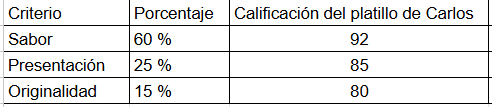 Criterio Porcentaje Calificación del platillo de Carlos
Sabor 60 % 92
Presentación 25 % 85
Originalidad 15 % 80